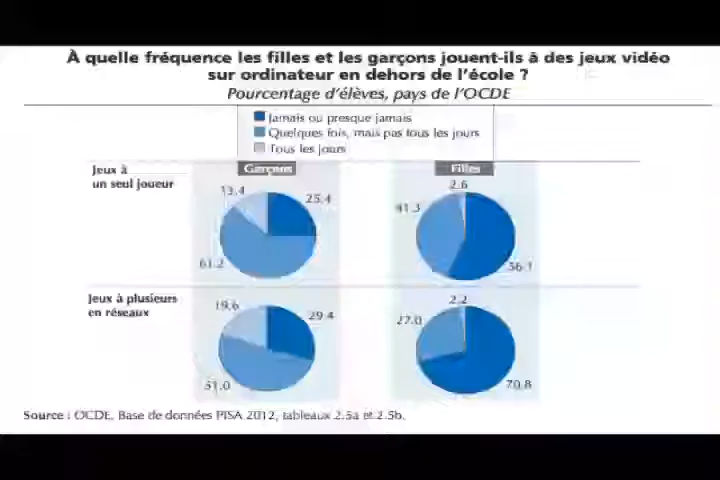 À quelle fréquence les filles et les garçons jouent-ils à des jeux vidéo
sur ordinateur en dehors de l'école ?
Pourcentage d'élèves, pays de l'OCDE
Jamais ou presque jamais
Quelques fois, mais pas tous les jours
Tous les jours
Garçons
Filles
Jeux à
un seul joueur
13.4
25.4
61.2
2.6
41.3
56.1
Jeux à plusieurs
en réseaux
19.6
29.4
51.0
2.2
27.0
70.8
Source : OCDE, Base de données PISA 2012, tableaux 2.5a et 2.5b.